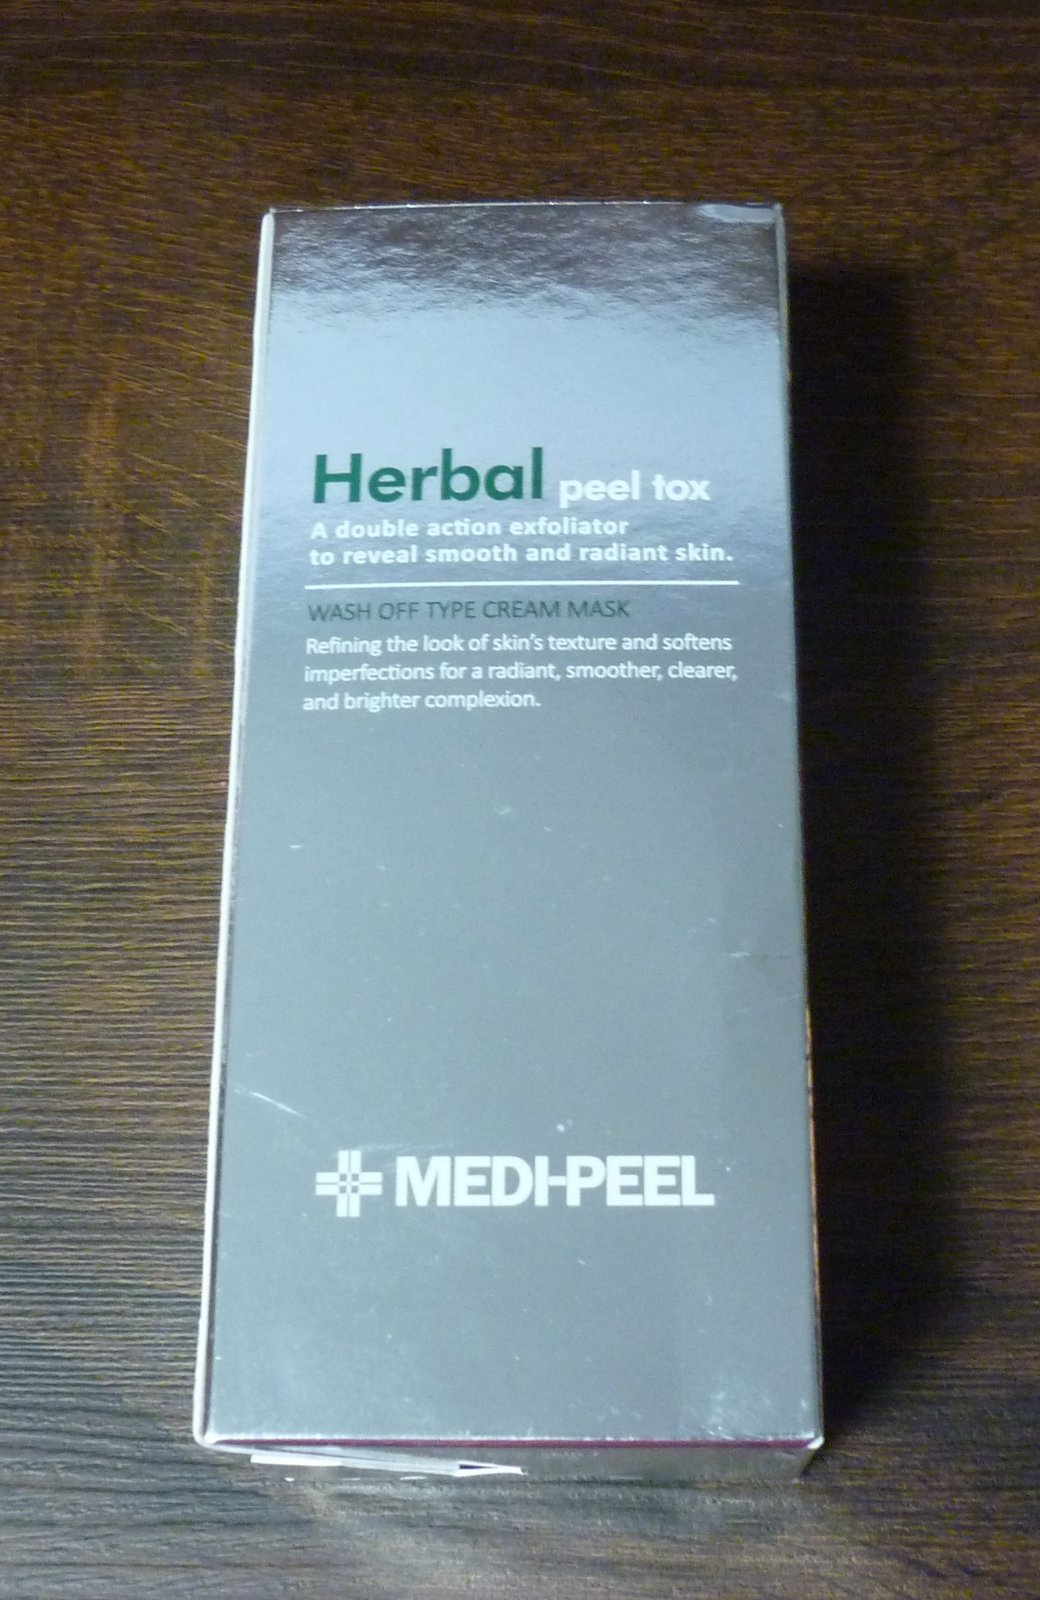 Herbal peel tox
A double action exfoliator
to reveal smooth and radiant skin.
WASH OFF TYPE CREAM MASK
Refining the look of skin's texture and softens
imperfections for a radiant, smoother, clearer,
and brighter complexion.
MEDI-PEEL